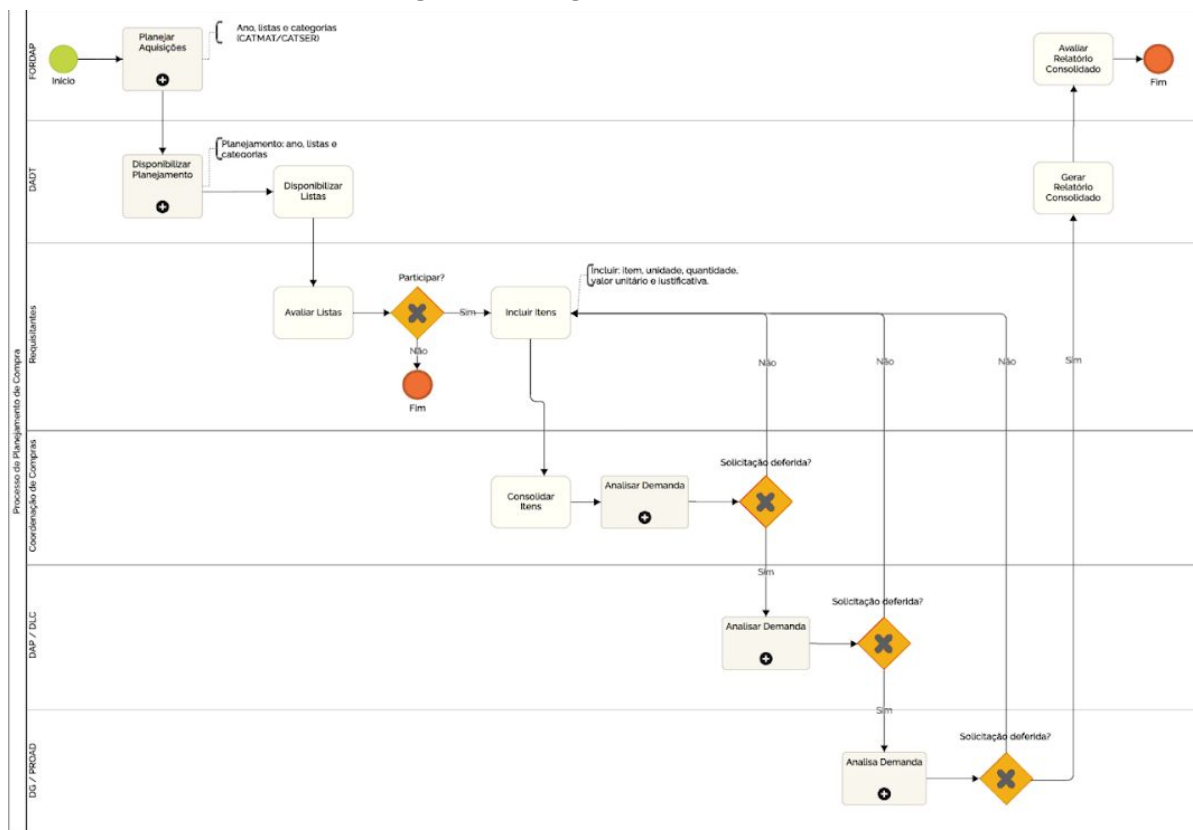 Processo de Planejamento de Compra
FORDAP
Início
Planejar
Aquisições
Ano, listas e categorias
(CATMAT/CATSER)
Avaliar
Relatório
Consolidado
Fim
DADT
Disponibilizar
Planejamento
Planejamento: ano, listas e
categorias
Disponibilizar
Listas
Gerar
Relatório
Consolidado
Requisitantes
Avaliar Listas
Participar?
Sim
Não
Fim
Incluir Itens
Incluir: item, unidade, quantidade,
valor unitário e justificativa.
Não
Não
Não
Sim
Coordenação de Compras
Consolidar
Itens
Analisar Demanda
Solicitação deferida?
Sim
DAP / DLC
Analisar Demanda
Solicitação deferida?
Sim
DG / PROAD
Analisa Demanda
Solicitação deferida?